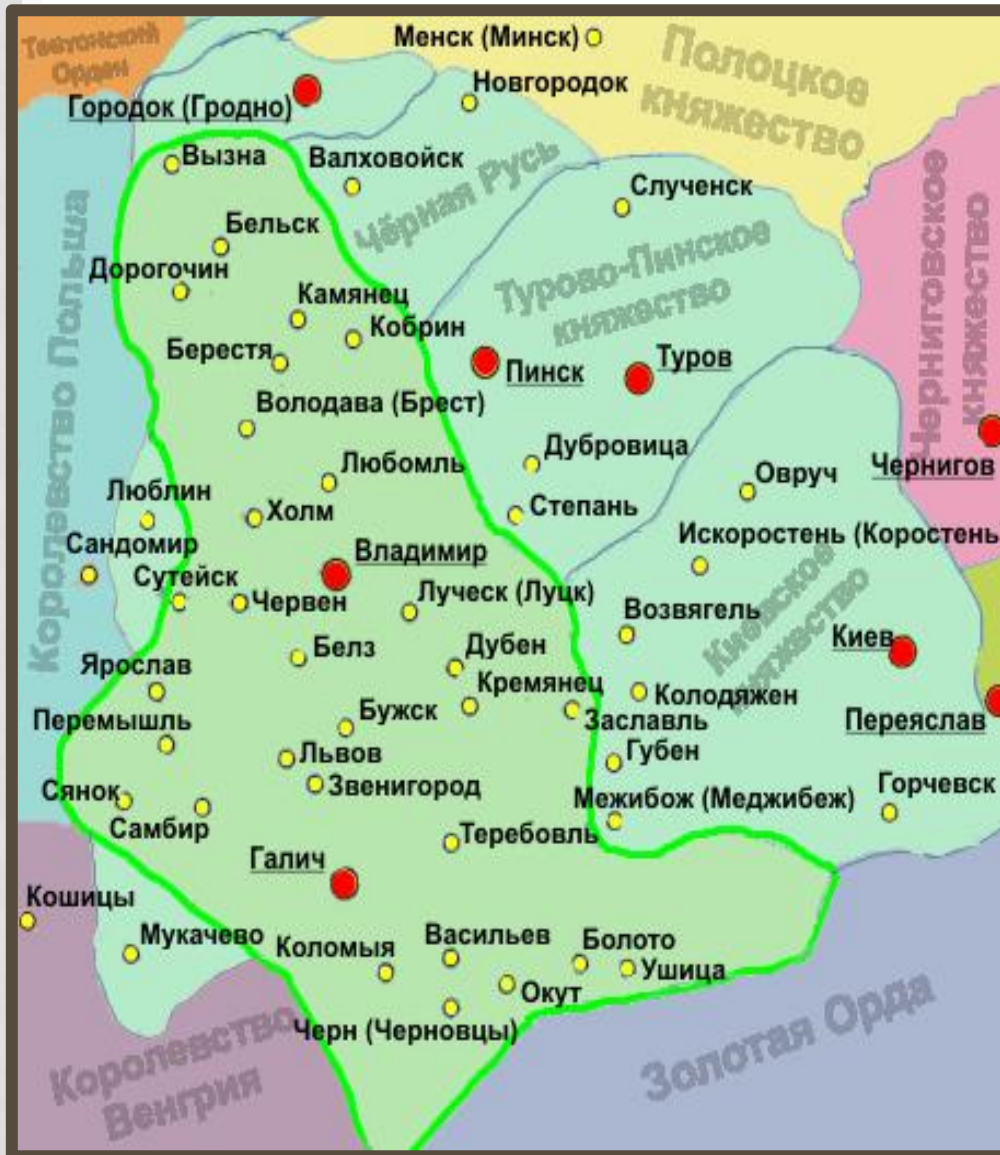 Тевтонский
Орден
Менск (Минск)
Полоцкое
княжество
Новгородок
Городок (Гродно)
Вызна
Валховойск
Чёрная Русь
Слученск
Черниговское
княжество
Королевство Польша
Бельск
Дорогочин
Турово-Пинское
княжество
Камянец
Кобрин
Берестя
Пинск
Туров
Володава (Брест)
Дубровица
Чернигов
Любомль
Овруч
Люблин
Холм
Степань
Искоростень (Коростень
Сандомир
Владимир
Сутейск
Червен
Луческ (Луцк)
Возвягель
Киевское
княжество
Киев
Белз
Дубен
Ярослав
Кремянец
Колодяжен
Перемышль
Бужск
Заславль
Переяслав
Львов
Губен
Звенигород
Сянок
Межибож (Меджибеж)
Горчевск
Самбир
Теребовль
Галич
Кошицы
Мукачево
Коломыя
Васильев
Болото
Ушица
Окут
Черн (Черновцы)
Королевство
Венгрия
Золотая Орда